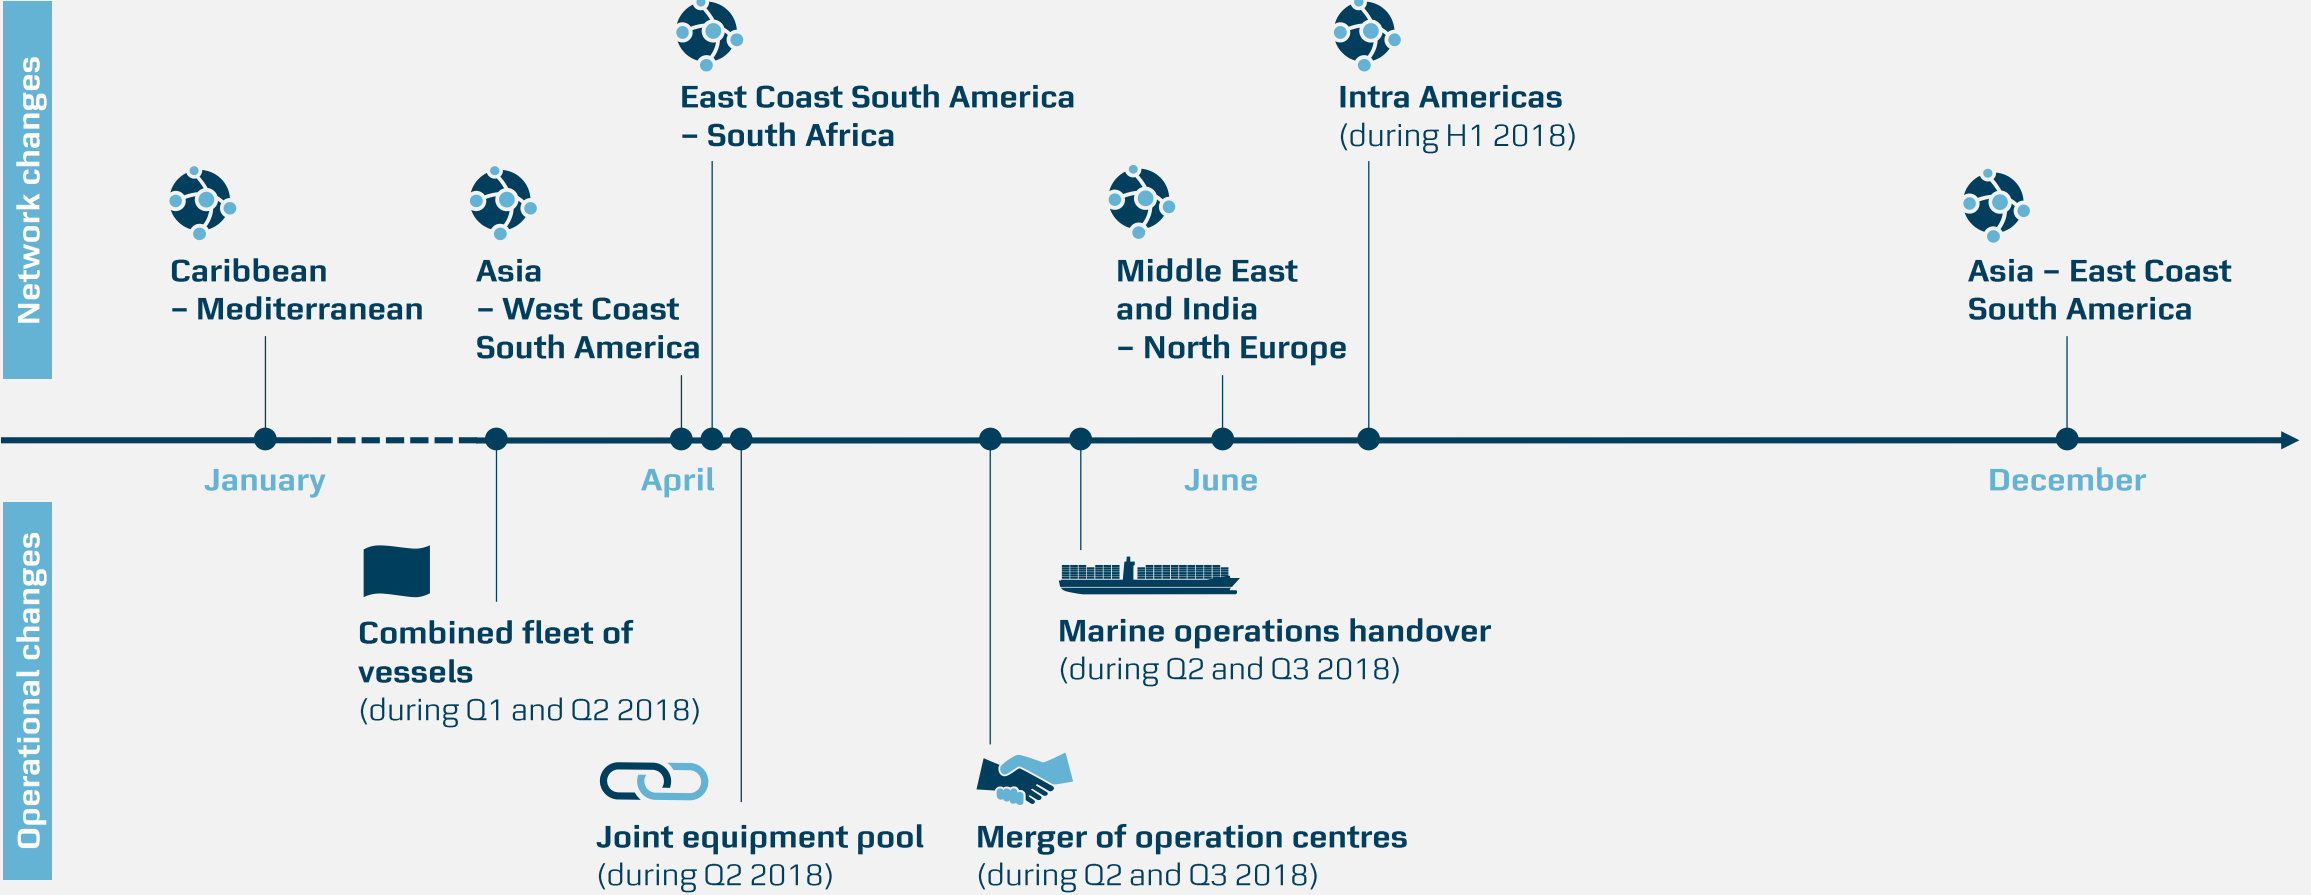 Network changes
East Coast South America
– South Africa
Intra Americas
(during H1 2018)
Caribbean
– Mediterranean
Asia
– West Coast
South America
Middle East
and India
– North Europe
Asia – East Coast
South America
January
April
June
December
Operational changes
Combined fleet of
vessels
(during Q1 and Q2 2018)
Marine operations handover
(during Q2 and Q3 2018)
Joint equipment pool
(during Q2 2018)
Merger of operation centres
(during Q2 and Q3 2018)